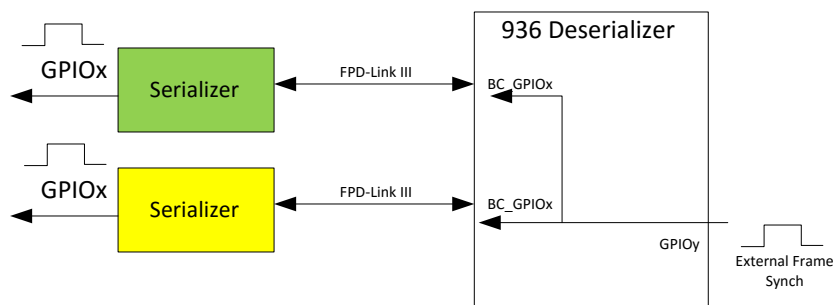 936 Deserializer
GPIOx
Serializer
FPD-Link III
BC_GPIOx
GPIOx
Serializer
FPD-Link III
BC_GPIOx
GPIOy
External Frame
Synch